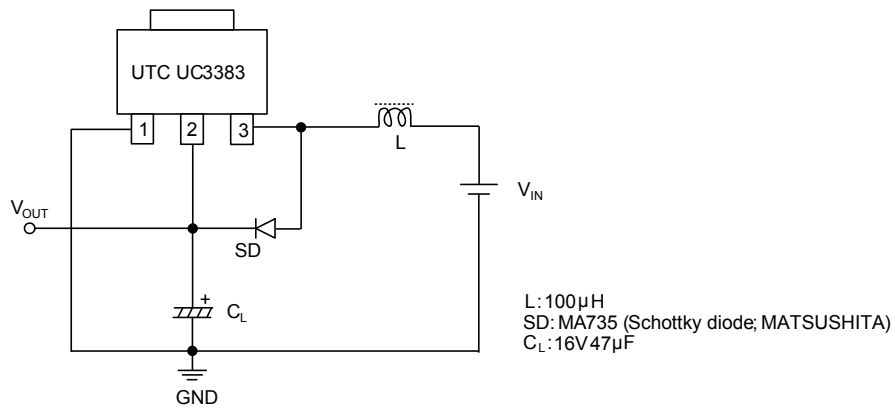 UTC UC3383
1 2 3
L
V_IN
V_OUT
SD
+
C_L
GND
L:100μH
SD: MA735 (Schottky diode; MATSUSHITA)
C_L:16V 47μF